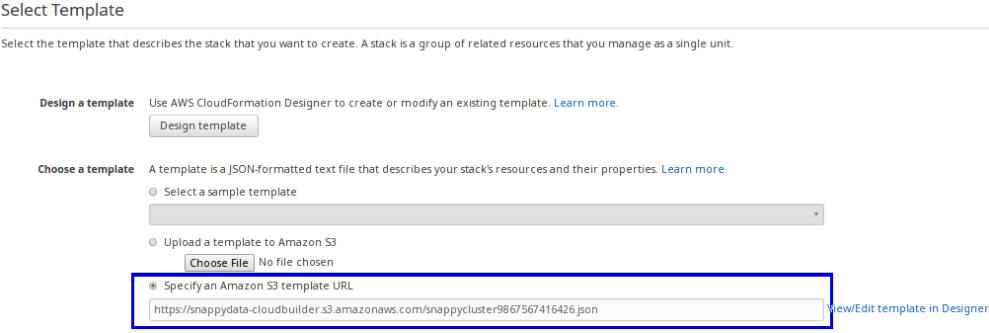 Select Template
Select the template that describes the stack that you want to create. A stack is a group of related resources that you manage as a single unit.
Design a template Use AWS CloudFormation Designer to create or modify an existing template. Learn more.
Design template
Choose a template A template is a JSON-formatted text file that describes your stack's resources and their properties. Learn more.
Select a sample template
Upload a template to Amazon S3
Choose File No file chosen
Specify an Amazon S3 template URL
https://snappydata-cloudbuilder.s3.amazonaws.com/snappycluster9867567416426.json View/Edit template in Designer